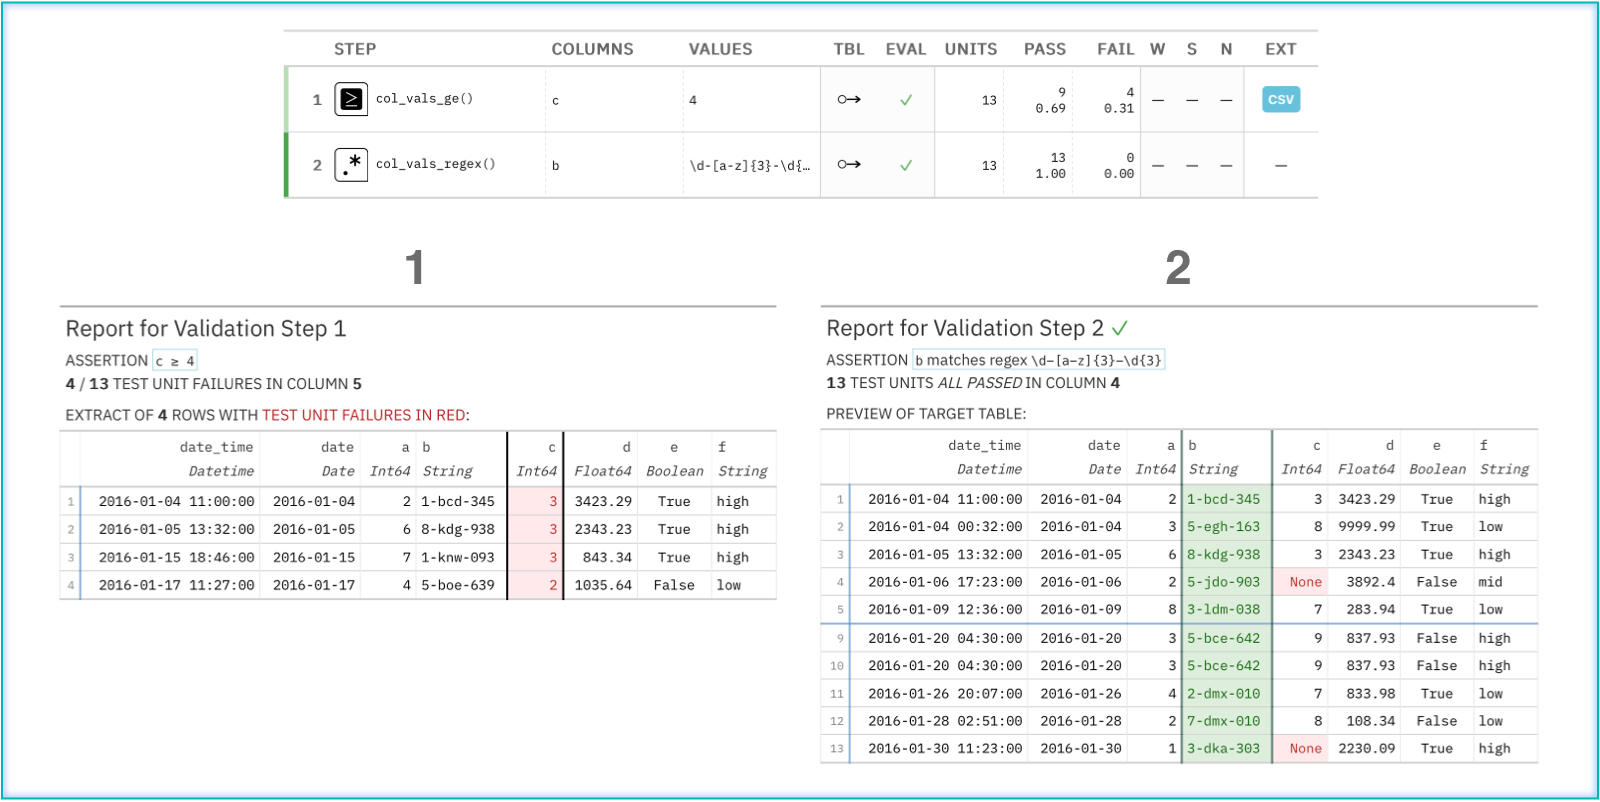 STEP COLUMNS VALUES TBL EVAL UNITS PASS FAIL W S N EXT
1 ≥ col_vals_ge() c 4 ○→ ✓ 13 9 4 — — — CSV
0.69 0.31
2 .* col_vals_regex() b \d-[a-z]{3}-\d{… ○→ ✓ 13 13 0 — — — —
1.00 0.00
1
Report for Validation Step 1
ASSERTION c ≥ 4
4 / 13 TEST UNIT FAILURES IN COLUMN 5
EXTRACT OF 4 ROWS WITH TEST UNIT FAILURES IN RED:
date_time date a b c d e f
Datetime Date Int64 String Int64 Float64 Boolean String
1 2016-01-04 11:00:00 2016-01-04 2 1-bcd-345 3 3423.29 True high
2 2016-01-05 13:32:00 2016-01-05 6 8-kdg-938 3 2343.23 True high
3 2016-01-15 18:46:00 2016-01-15 7 1-knw-093 3 843.34 True high
4 2016-01-17 11:27:00 2016-01-17 4 5-boe-639 2 1035.64 False low
2
Report for Validation Step 2 ✓
ASSERTION b matches regex \d-[a-z]{3}-\d{3}
13 TEST UNITS ALL PASSED IN COLUMN 4
PREVIEW OF TARGET TABLE:
date_time date a b c d e f
Datetime Date Int64 String Int64 Float64 Boolean String
1 2016-01-04 11:00:00 2016-01-04 2 1-bcd-345 3 3423.29 True high
2 2016-01-04 00:32:00 2016-01-04 3 5-egh-163 8 9999.99 True low
3 2016-01-05 13:32:00 2016-01-05 6 8-kdg-938 3 2343.23 True high
4 2016-01-06 17:23:00 2016-01-06 2 5-jdo-903 None 3892.4 False mid
5 2016-01-09 12:36:00 2016-01-09 8 3-ldm-038 7 283.94 True low
9 2016-01-20 04:30:00 2016-01-20 3 5-bce-642 9 837.93 False high
10 2016-01-20 04:30:00 2016-01-20 3 5-bce-642 9 837.93 False high
11 2016-01-26 20:07:00 2016-01-26 4 2-dmx-010 7 833.98 True low
12 2016-01-28 02:51:00 2016-01-28 2 7-dmx-010 8 108.34 False low
13 2016-01-30 11:23:00 2016-01-30 1 3-dka-303 None 2230.09 True high